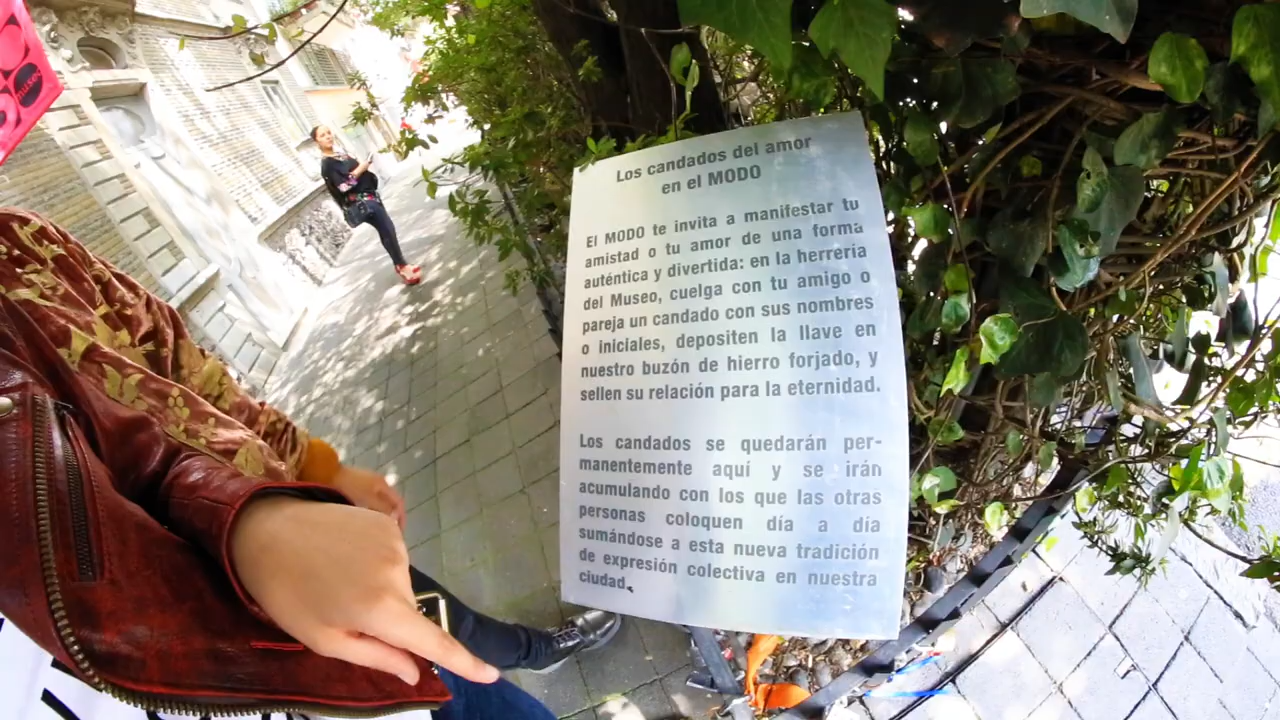 museo
Los candados del amor
en el MODO
El MODO te invita a manifestar tu
amistad o tu amor de una forma
auténtica y divertida: en la herrería
del Museo, cuelga con tu amigo o
pareja un candado con sus nombres
o iniciales, depositen la llave en
nuestro buzón de hierro forjado, y
sellen su relación para la eternidad.
Los candados se quedarán per-
manentemente aquí y se irán
acumulando con los que las otras
personas coloquen día a día
sumándose a esta nueva tradición
de expresión colectiva en nuestra
ciudad.